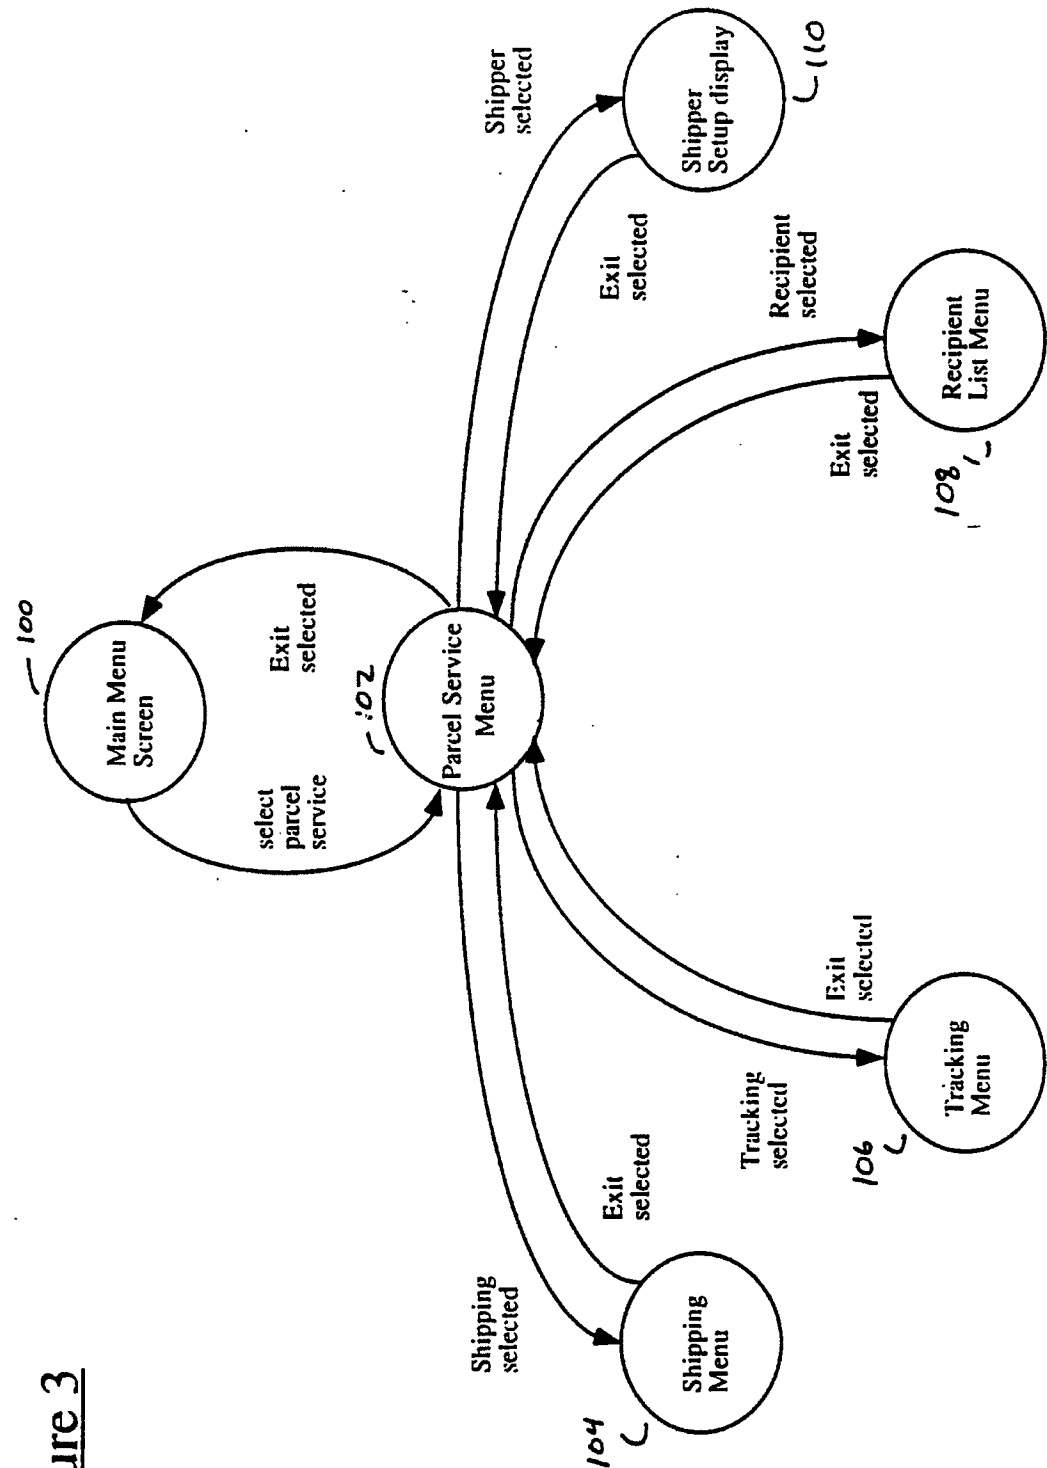 ure 3
100
Main Menu
Screen
select
parcel
service
Exit
selected
102
Parcel Service
Menu
Shipping
selected
Exit
selected
104
Shipping
Menu
Tracking
selected
Exit
selected
106
Tracking
Menu
Recipient
selected
Exit
selected
108
Recipient
List Menu
Shipper
selected
Exit
selected
Shipper
Setup display
110